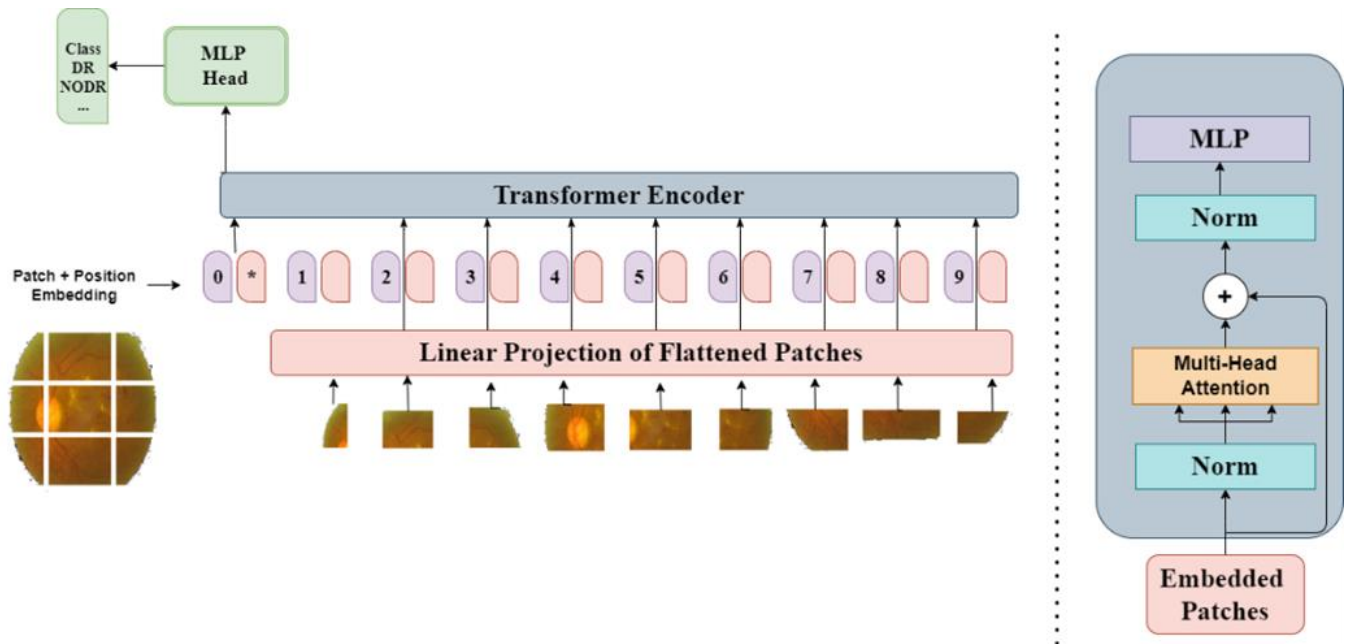 Class
DR
NODR
...
MLP
Head
Transformer Encoder
Patch + Position
Embedding
0 * 1 2 3 4 5 6 7 8 9
Linear Projection of Flattened Patches
MLP
Norm
+
Multi-Head
Attention
Norm
Embedded
Patches